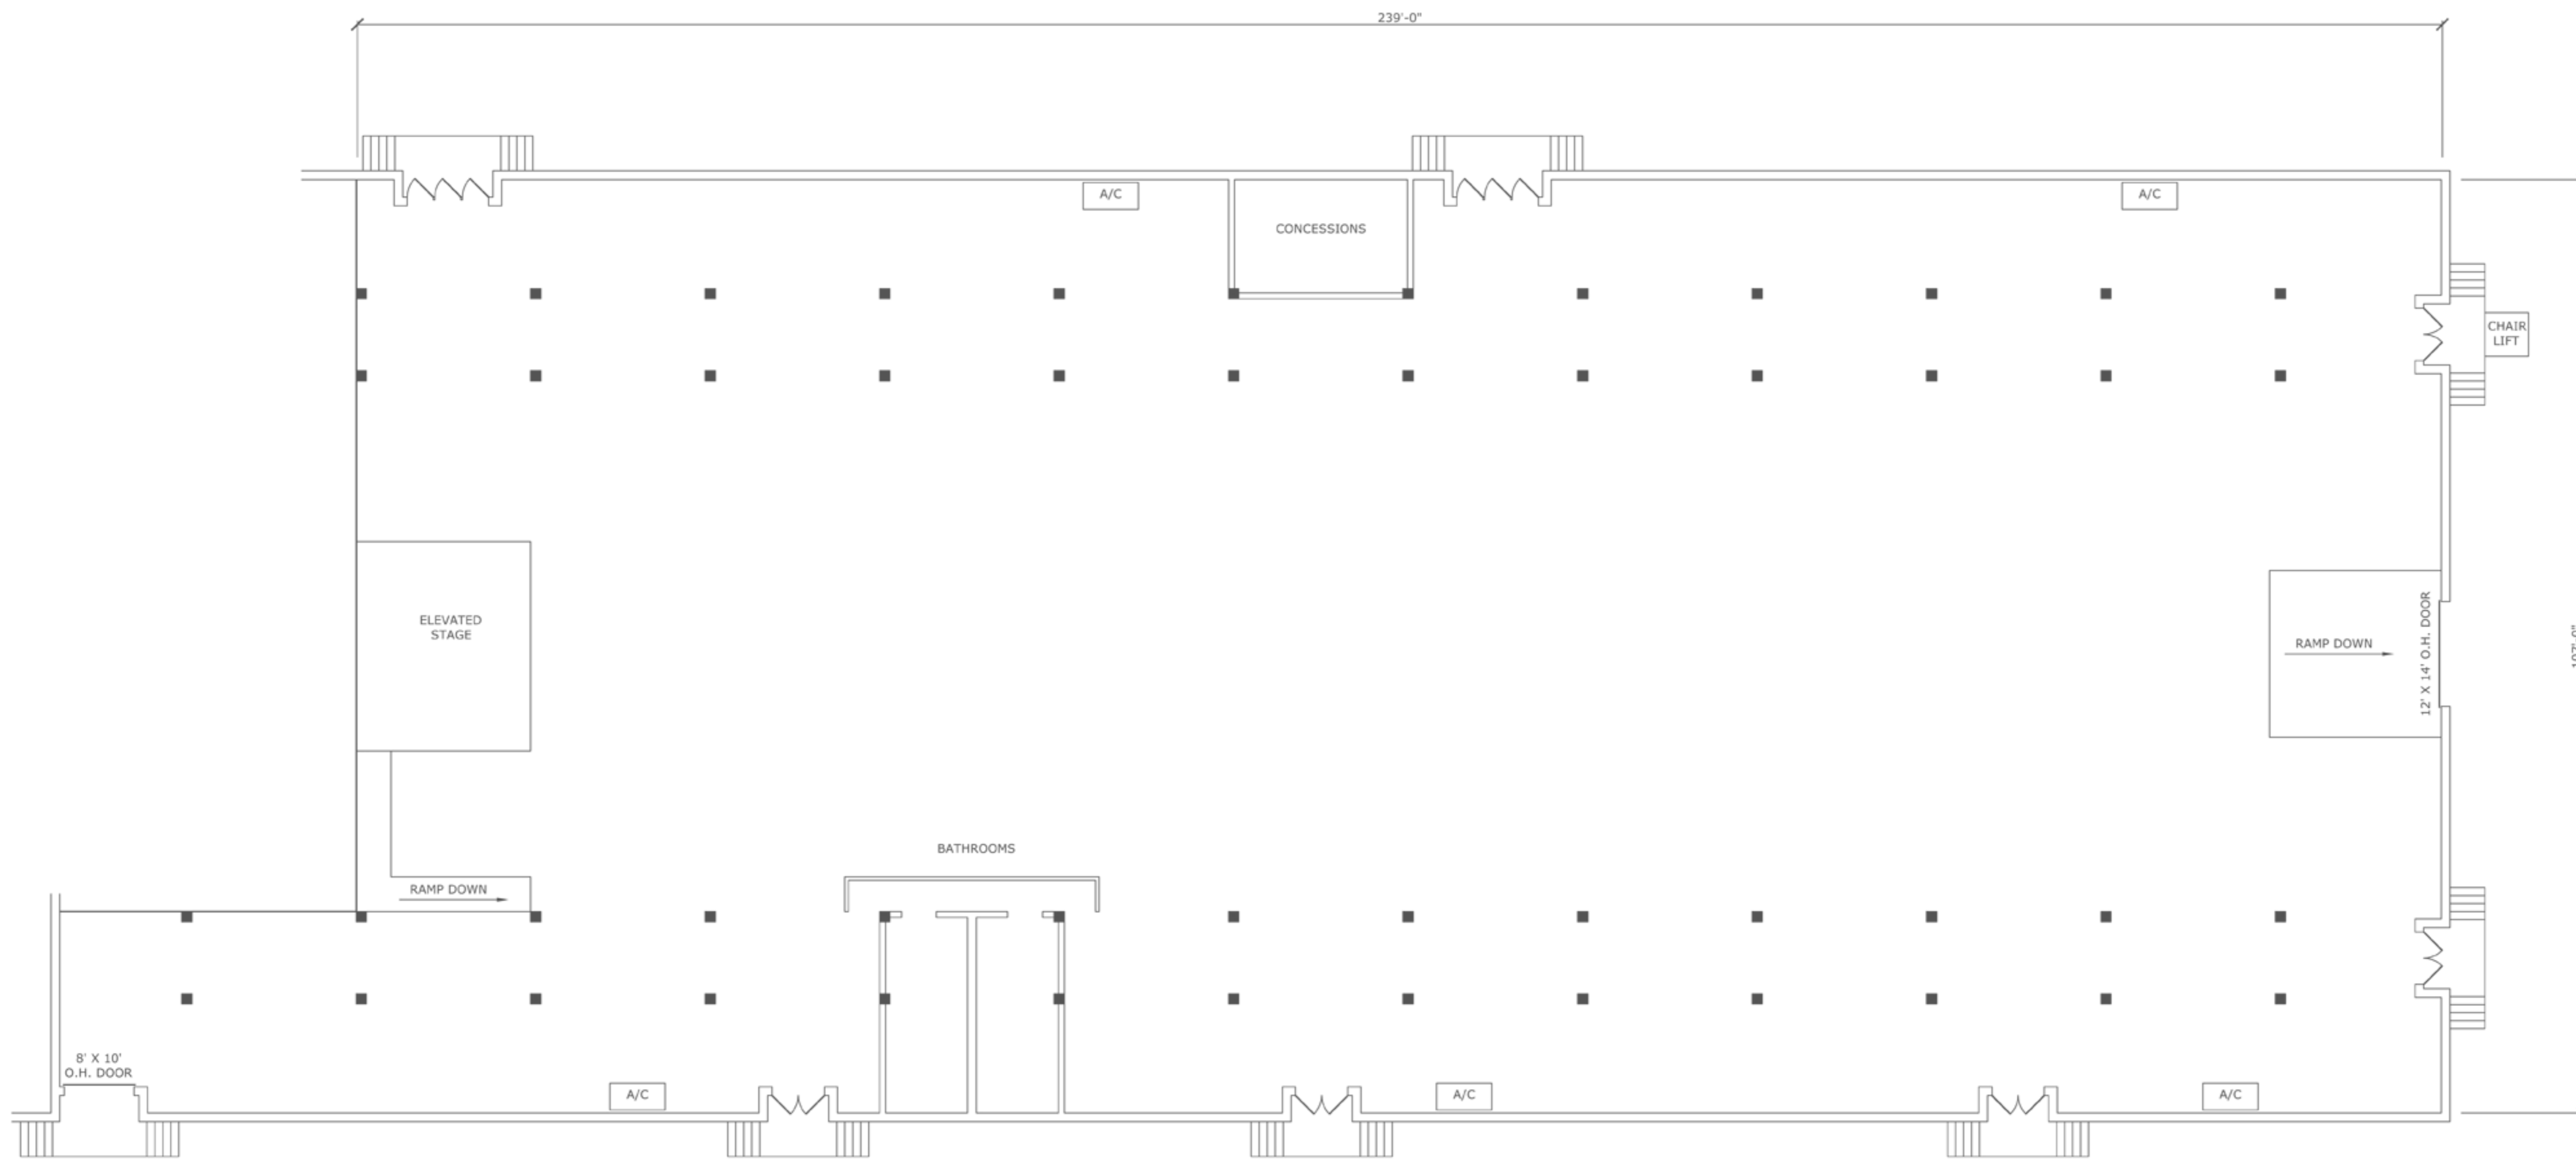 239'-0"
A/C
A/C
CONCESSIONS
CHAIR
LIFT
ELEVATED
STAGE
RAMP DOWN
12' X 14' O.H. DOOR
BATHROOMS
RAMP DOWN
8' X 10'
O.H. DOOR
A/C
A/C
A/C